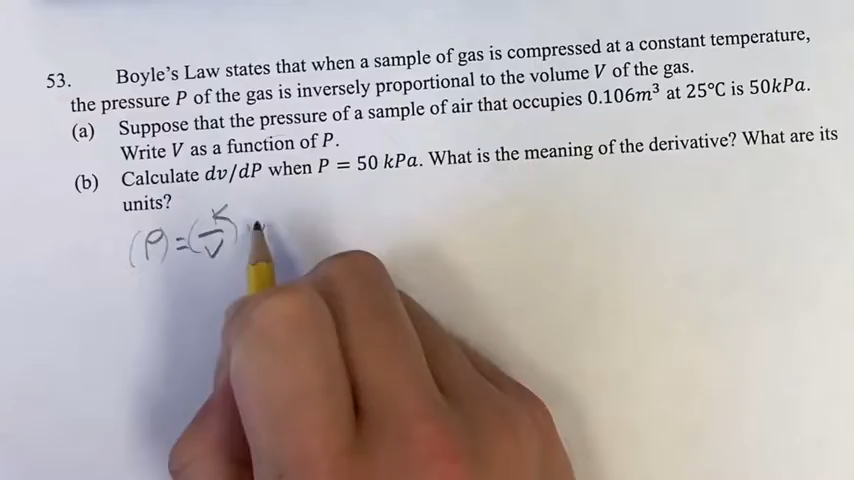 53. Boyle's Law states that when a sample of gas is compressed at a constant temperature,
the pressure P of the gas is inversely proportional to the volume V of the gas.
(a) Suppose that the pressure of a sample of air that occupies 0.106m³ at 25°C is 50kPa.
Write V as a function of P.
(b) Calculate dv/dP when P = 50 kPa. What is the meaning of the derivative? What are its
units?
(P) = (K/V)